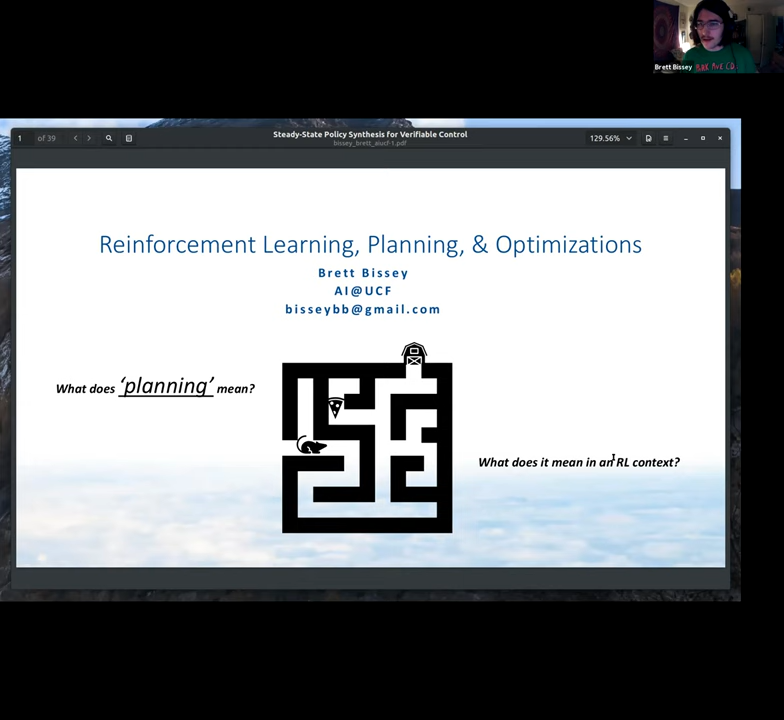 Brett Bissey
1 of 39
Steady-State Policy Synthesis for Verifiable Control
bissey_brett_aiucf-1.pdf
129.56%
Reinforcement Learning, Planning, & Optimizations
Brett Bissey
AI@UCF
bisseybb@gmail.com
What does ‘planning’ mean?
What does it mean in an RL context?